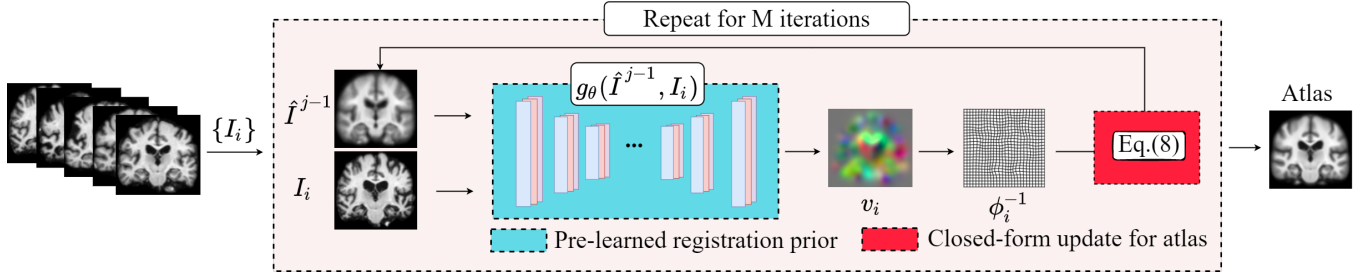 Repeat for M iterations
{I_i}
Î^{j-1}
I_i
g_θ(Î^{j-1}, I_i)
...
v_i
ϕ_i^{-1}
Eq.(8)
Atlas
Pre-learned registration prior
Closed-form update for atlas